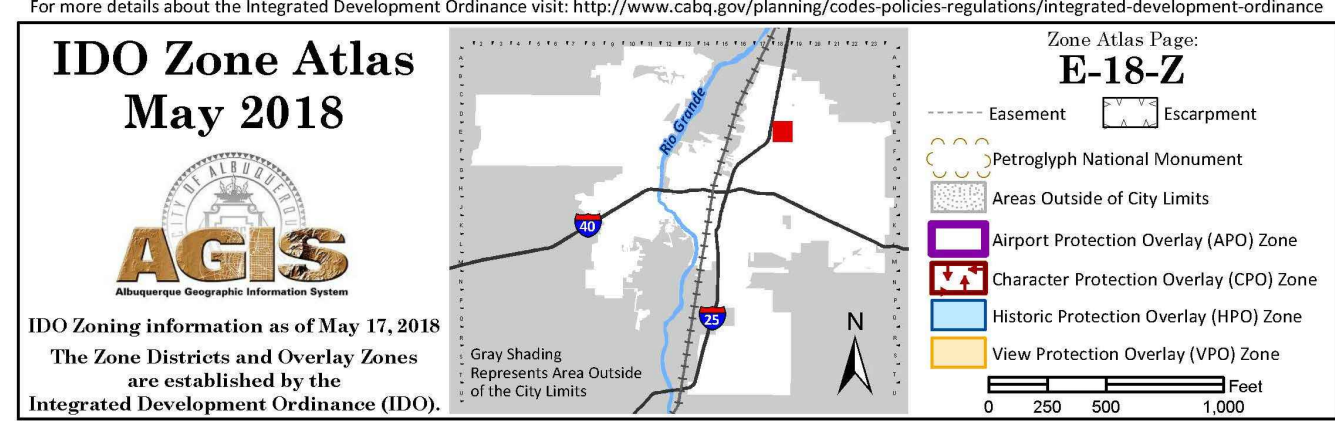 For more details about the Integrated Development Ordinance visit: http://www.cabq.gov/planning/codes-policies-regulations/integrated-development-ordinance
IDO Zone Atlas
May 2018
CITY OF ALBUQUERQUE
AGIS
Albuquerque Geographic Information System
IDO Zoning information as of May 17, 2018
The Zone Districts and Overlay Zones
are established by the
Integrated Development Ordinance (IDO).
Rio Grande
40
25
N
Gray Shading
Represents Area Outside
of the City Limits
Zone Atlas Page:
E-18-Z
Easement
Escarpment
Petroglyph National Monument
Areas Outside of City Limits
Airport Protection Overlay (APO) Zone
Character Protection Overlay (CPO) Zone
Historic Protection Overlay (HPO) Zone
View Protection Overlay (VPO) Zone
Feet
0 250 500 1,000